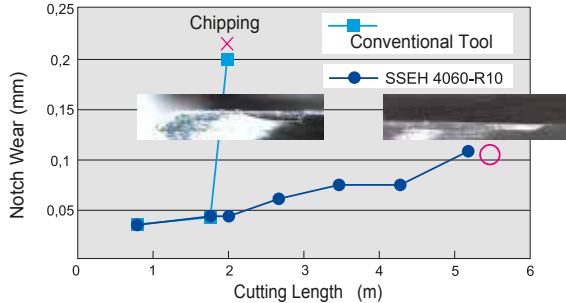 0,25
0,2
0,15
0,1
0,05
Notch Wear (mm)
Chipping
Conventional Tool
SSEH 4060-R10
0 1 2 3 4 5 6
Cutting Length (m)